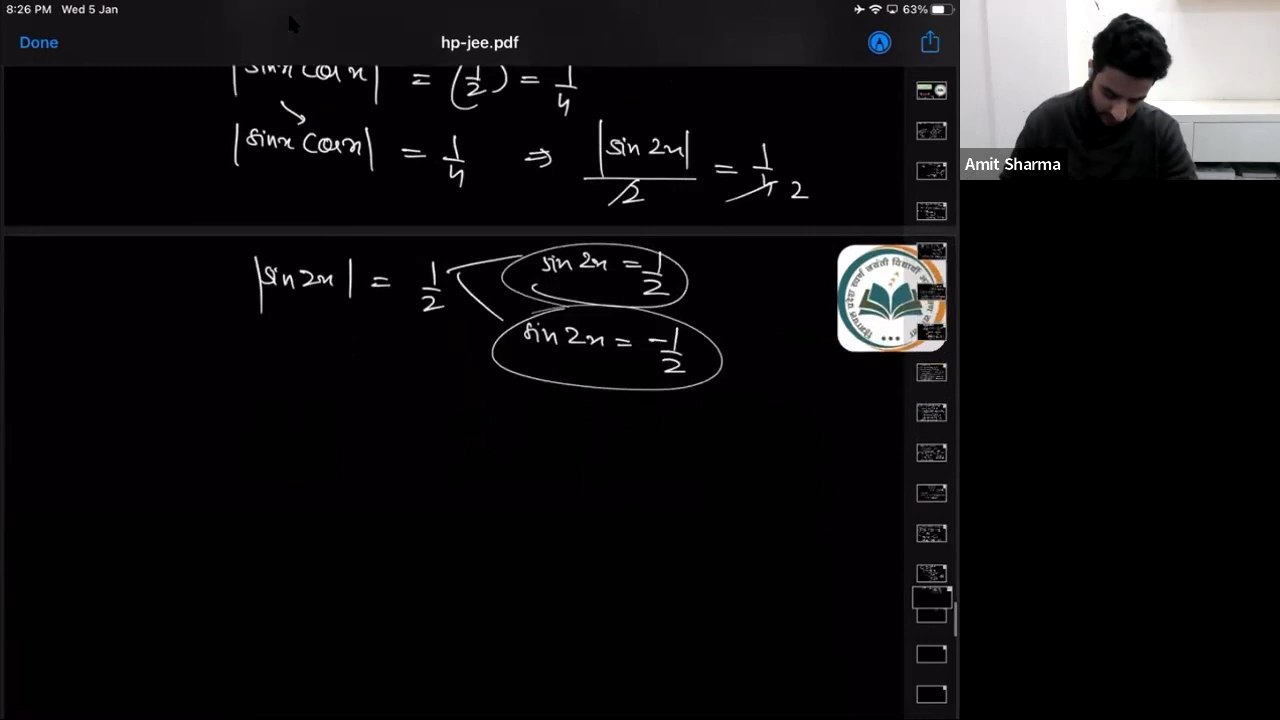 8:26 PM Wed 5 Jan
63%
Done
hp-jee.pdf
|sinx cosx| = (1/2) = 1/4
|sinx cosx| = 1/4 ⇒ |sin 2x|/2 = 1/4 2
Amit Sharma
|sin 2x| = 1/2
sin 2x = 1/2
sin 2x = -1/2